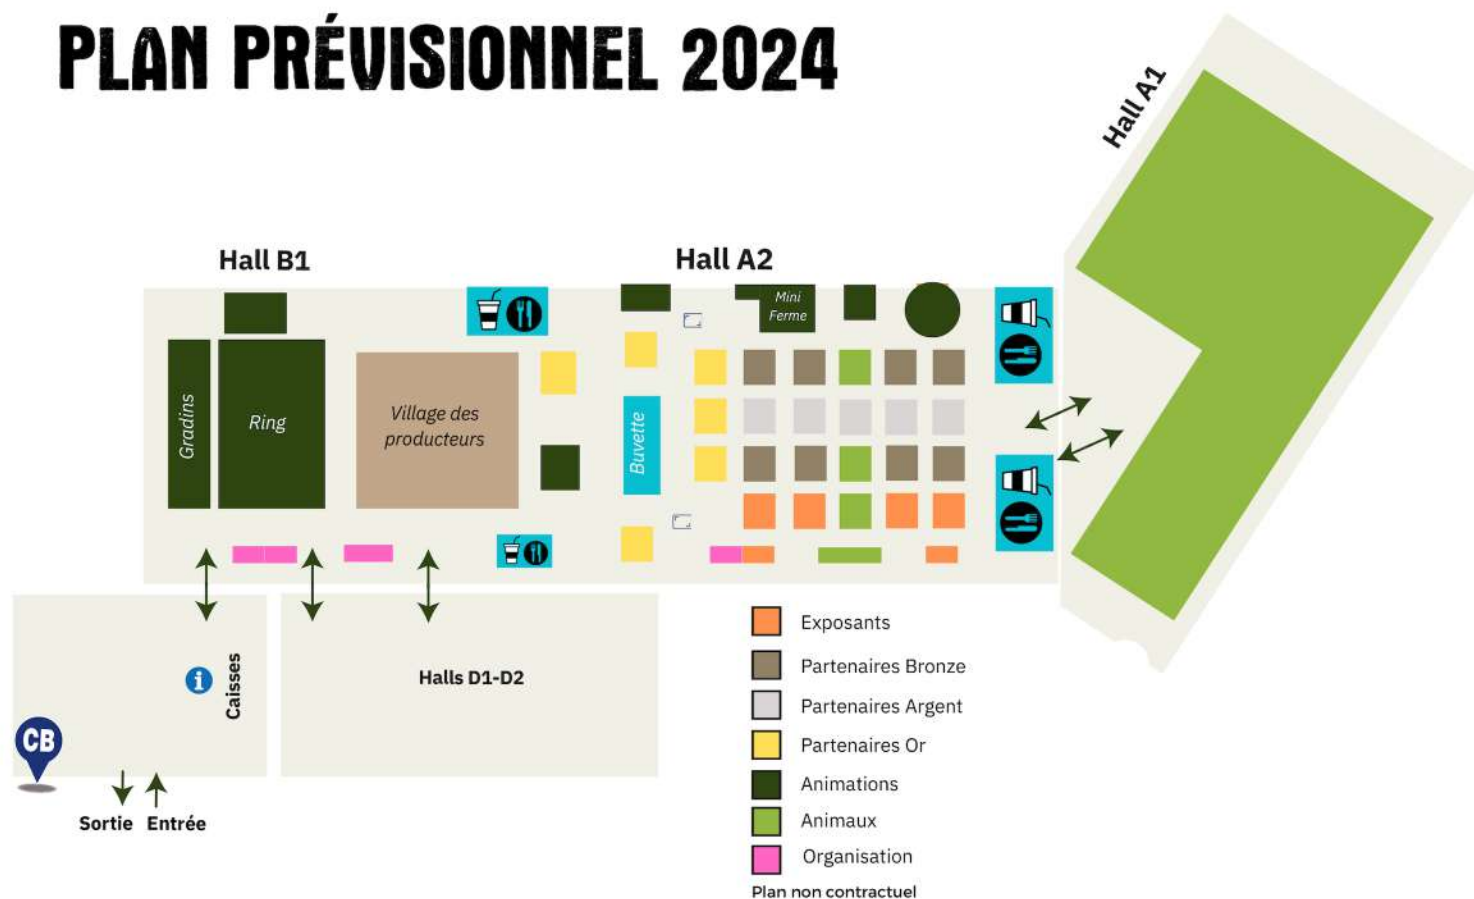 PLAN PRÉVISIONNEL 2024
Hall A1
Hall B1
Hall A2
Mini
Ferme
Gradins
Ring
Village des
producteurs
Buvette
Caisses
i
Halls D1-D2
CB
Sortie
Entrée
Exposants
Partenaires Bronze
Partenaires Argent
Partenaires Or
Animations
Animaux
Organisation
Plan non contractuel